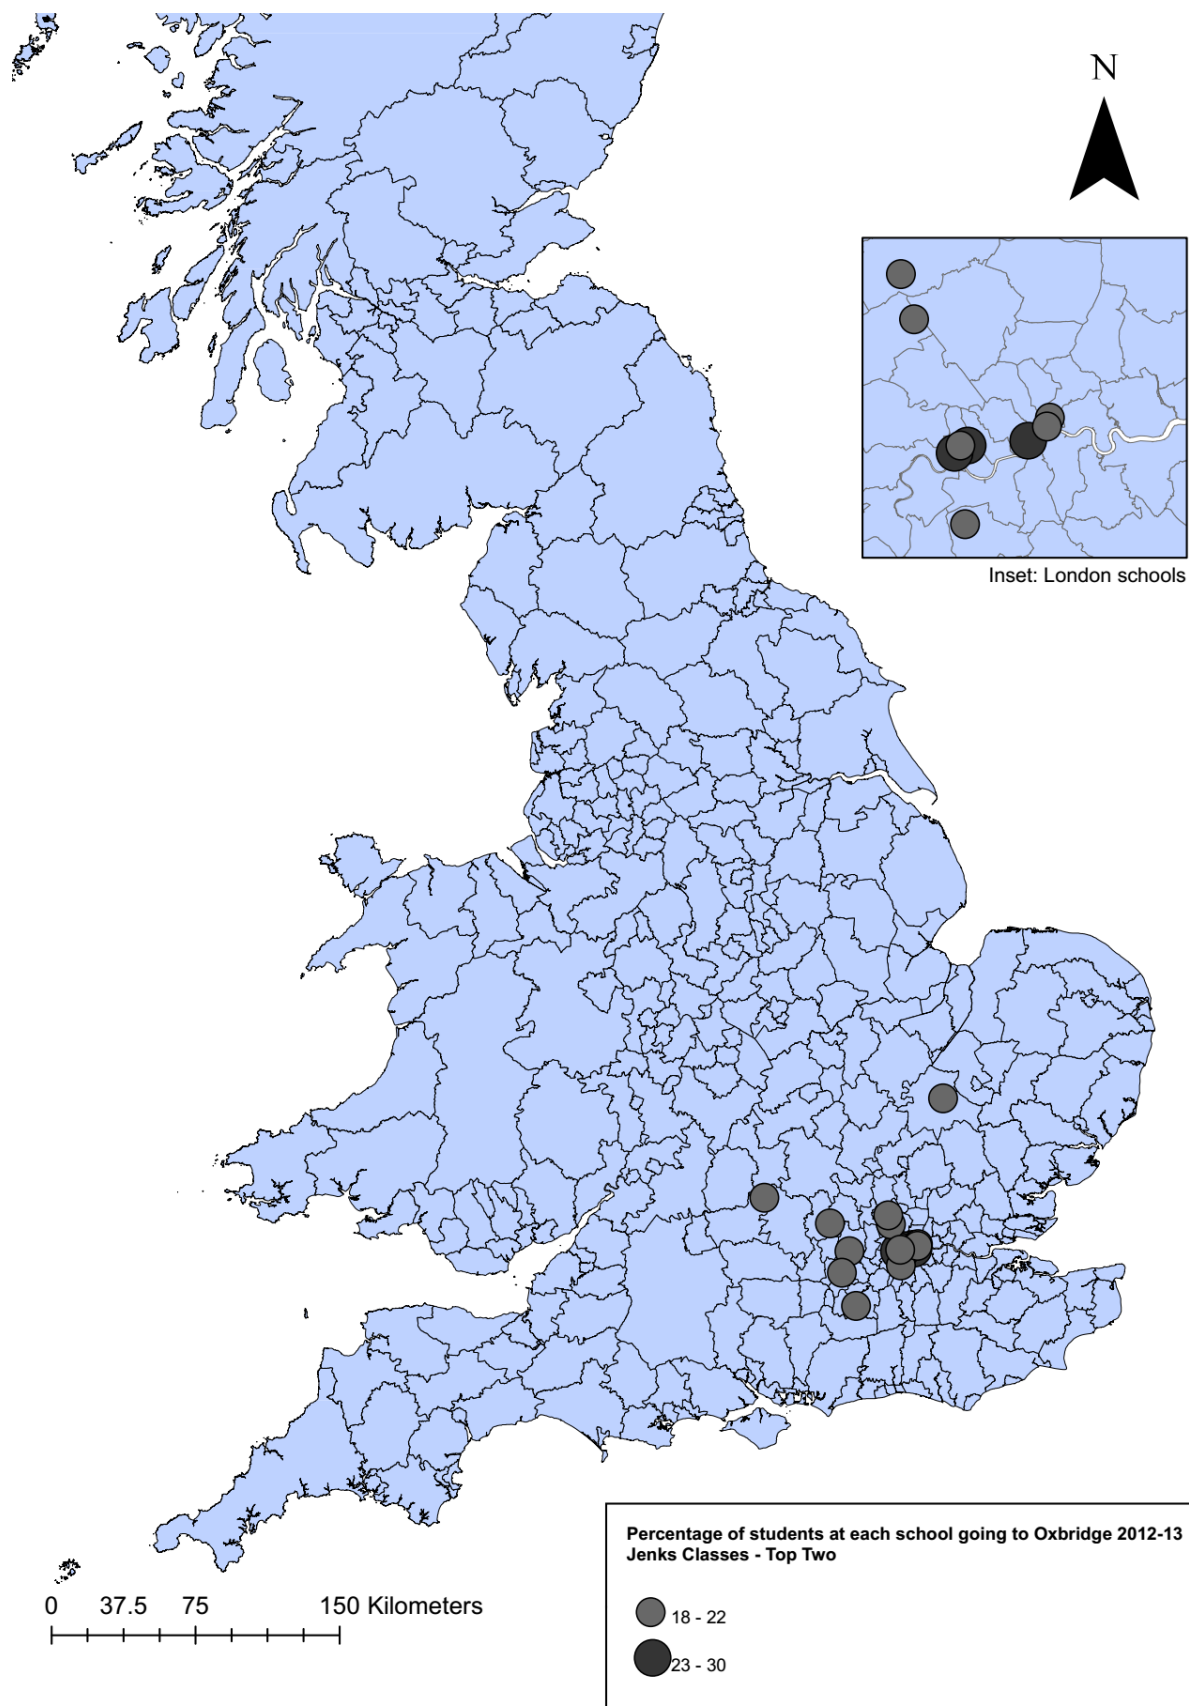 N
Inset: London schools
Percentage of students at each school going to Oxbridge 2012-13
Jenks Classes - Top Two
18 - 22
23 - 30
0 37.5 75 150 Kilometers